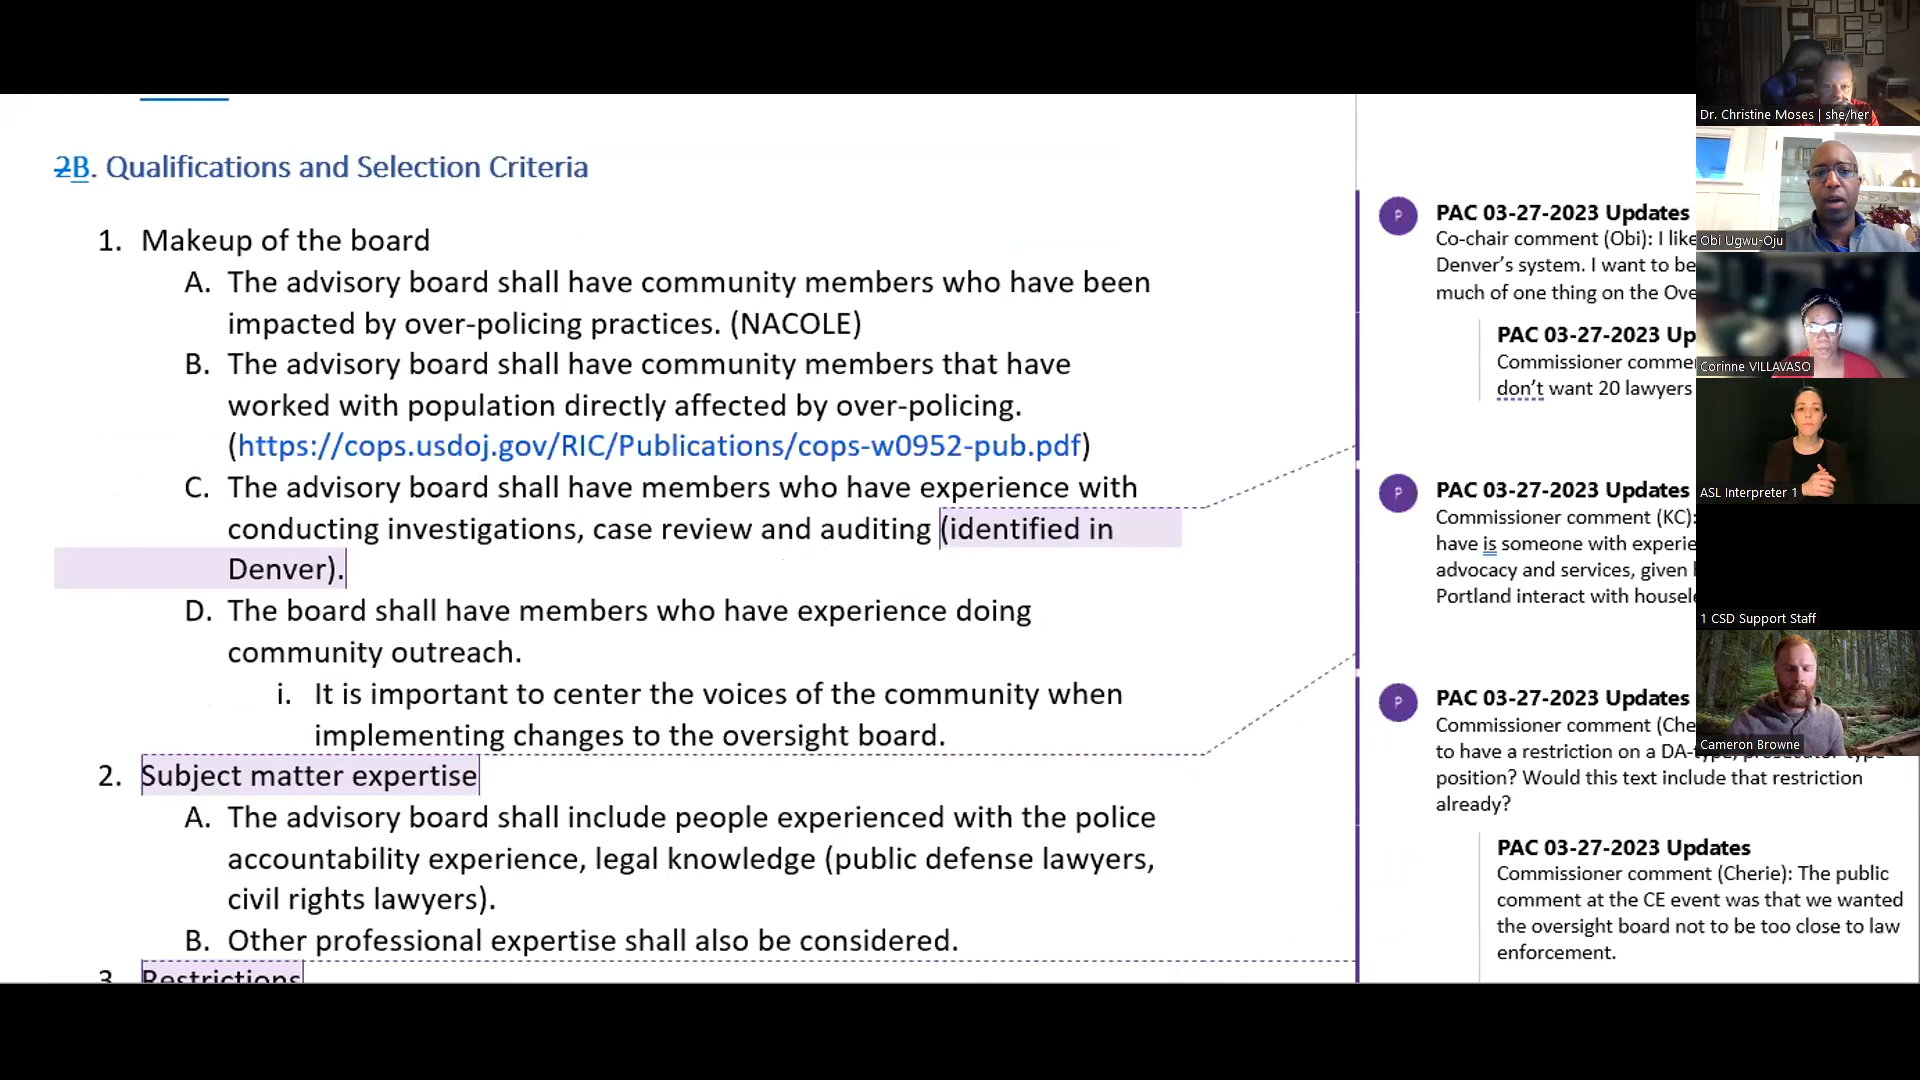 2B. Qualifications and Selection Criteria
1. Makeup of the board
A. The advisory board shall have community members who have been
impacted by over-policing practices. (NACOLE)
B. The advisory board shall have community members that have
worked with population directly affected by over-policing.
(https://cops.usdoj.gov/RIC/Publications/cops-w0952-pub.pdf)
C. The advisory board shall have members who have experience with
conducting investigations, case review and auditing (identified in
Denver).
D. The board shall have members who have experience doing
community outreach.
i. It is important to center the voices of the community when
implementing changes to the oversight board.
2. Subject matter expertise
A. The advisory board shall include people experienced with the police
accountability experience, legal knowledge (public defense lawyers,
civil rights lawyers).
B. Other professional expertise shall also be considered.
3. Restrictions
P
PAC 03-27-2023 Updates
Co-chair comment (Obi): I like
Denver's system. I want to be
much of one thing on the Ove
PAC 03-27-2023 Up
Commissioner comme
don't want 20 lawyers
P
PAC 03-27-2023 Updates
Commissioner comment (KC):
have is someone with experie
advocacy and services, given
Portland interact with housel
P
PAC 03-27-2023 Updates
Commissioner comment (Che
to have a restriction on a DA-type, prosecutor-type
position? Would this text include that restriction
already?
PAC 03-27-2023 Updates
Commissioner comment (Cherie): The public
comment at the CE event was that we wanted
the oversight board not to be too close to law
enforcement.
Dr. Christine Moses | she/her
Obi Ugwu-Oju
Corinne VILLAVASO
ASL Interpreter 1
1 CSD Support Staff
Cameron Browne